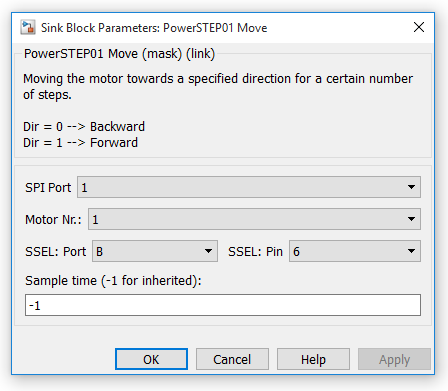 Sink Block Parameters: PowerSTEP01 Move
PowerSTEP01 Move (mask) (link)
Moving the motor towards a specified direction for a certain number
of steps.
Dir = 0 --> Backward
Dir = 1 --> Forward
SPI Port 1
Motor Nr.: 1
SSEL: Port B SSEL: Pin 6
Sample time (-1 for inherited):
-1
OK Cancel Help Apply